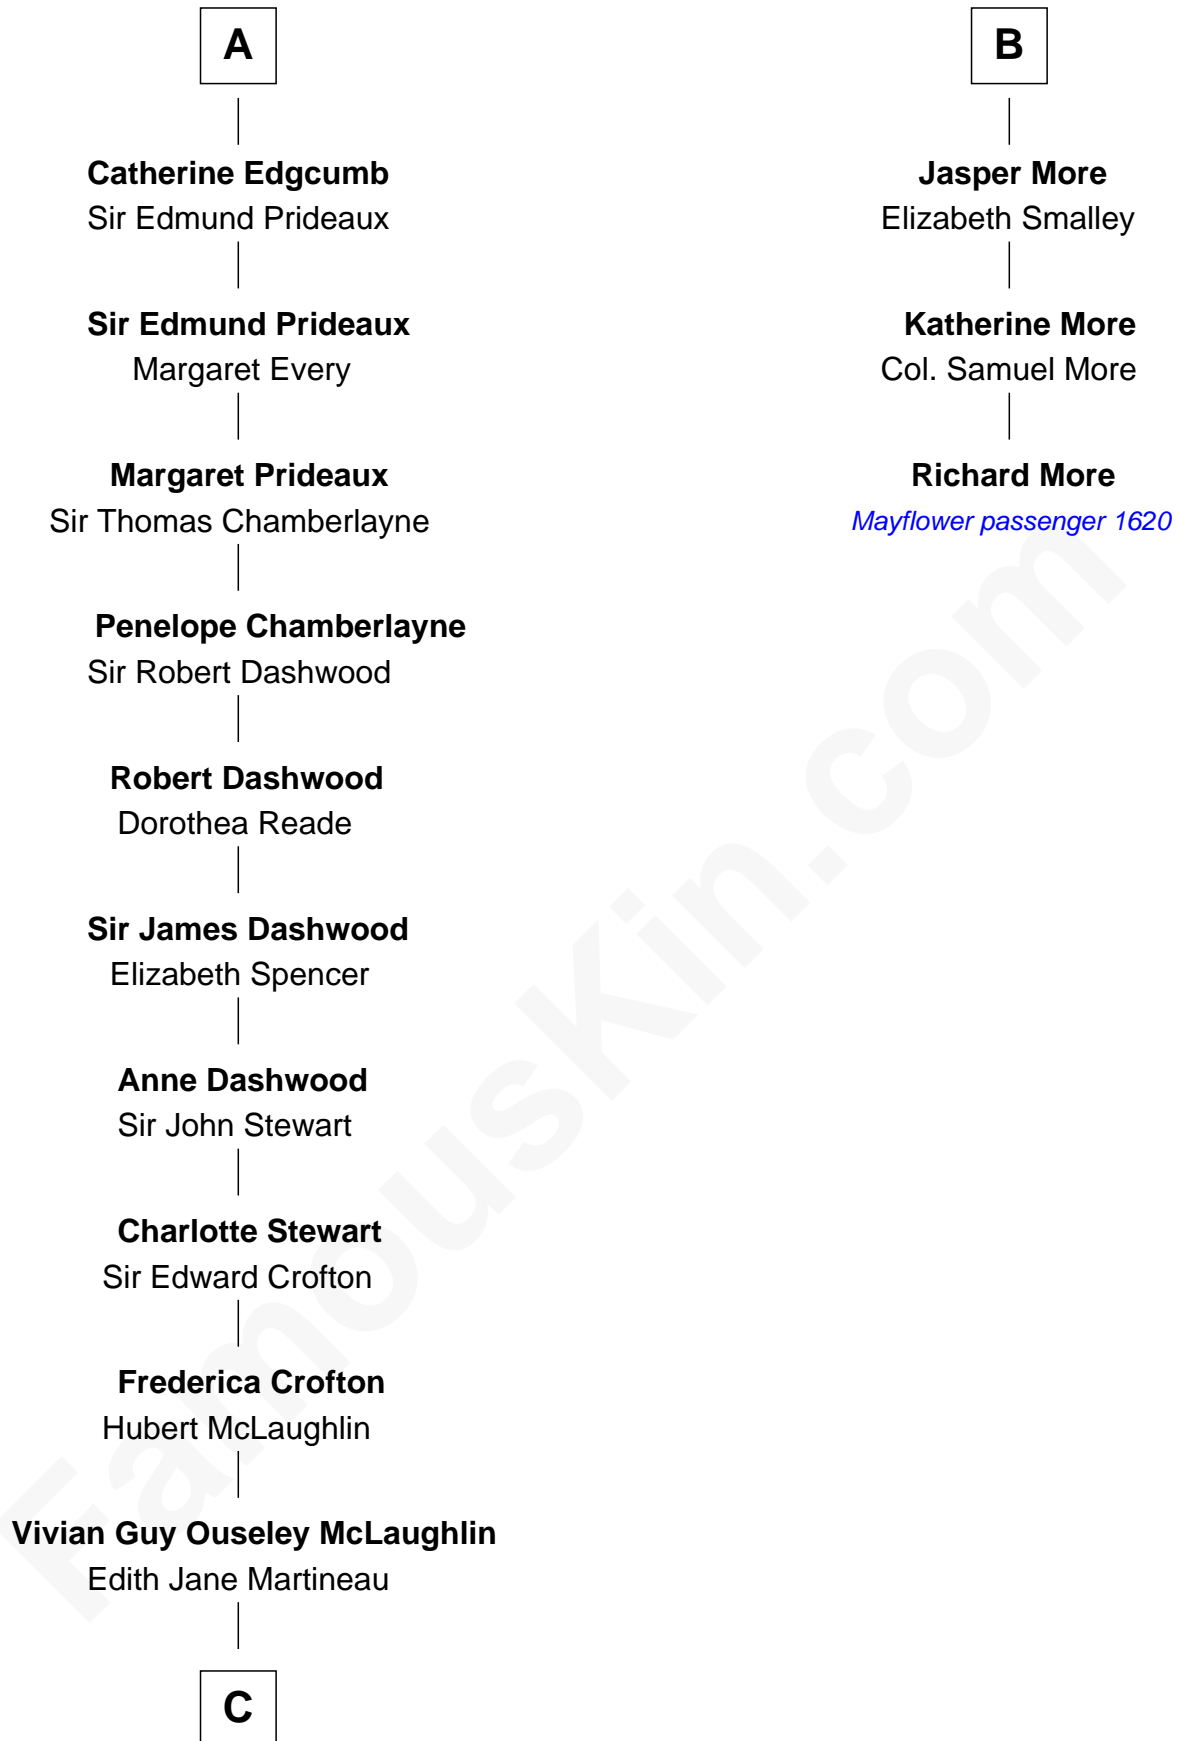 A
Catherine Edgcumb
Sir Edmund Prideaux
Sir Edmund Prideaux
Margaret Every
Margaret Prideaux
Sir Thomas Chamberlayne
Penelope Chamberlayne
Sir Robert Dashwood
Robert Dashwood
Dorothea Reade
Sir James Dashwood
Elizabeth Spencer
Anne Dashwood
Sir John Stewart
Charlotte Stewart
Sir Edward Crofton
Frederica Crofton
Hubert McLaughlin
Vivian Guy Ouseley McLaughlin
Edith Jane Martineau
C
B
Jasper More
Elizabeth Smalley
Katherine More
Col. Samuel More
Richard More
Mayflower passenger 1620
FamousKin.com